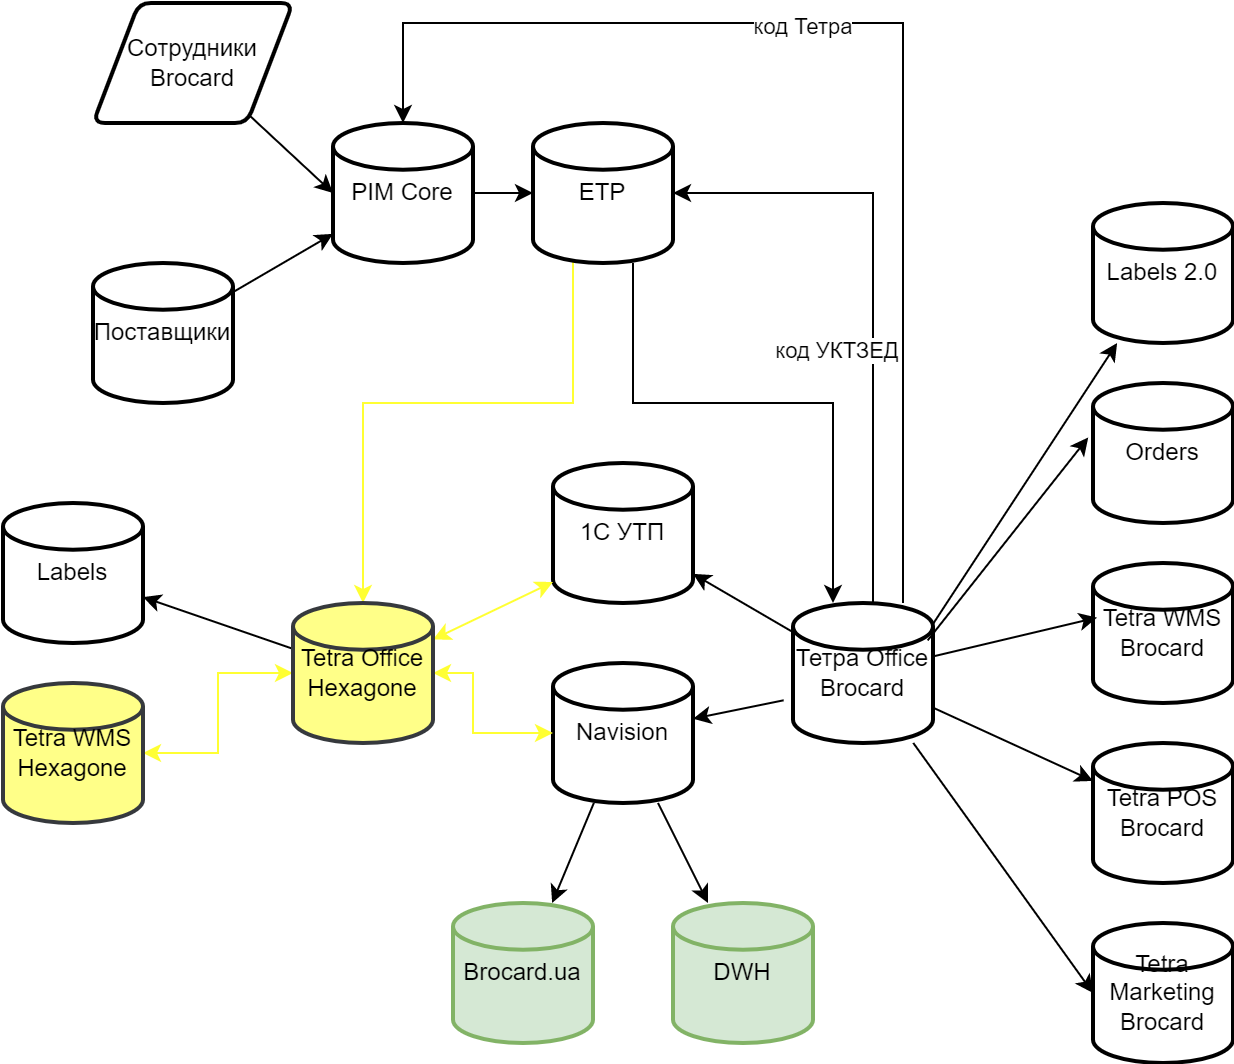 код Тетра
Сотрудники
Brocard
PIM Core
ETP
Поставщики
Labels 2.0
код УКТЗЕД
Orders
1С УТП
Labels
Tetra WMS
Brocard
Tetra Office
Hexagone
Тетра Office
Brocard
Navision
Tetra WMS
Hexagone
Tetra POS
Brocard
Brocard.ua
DWH
Tetra
Marketing
Brocard